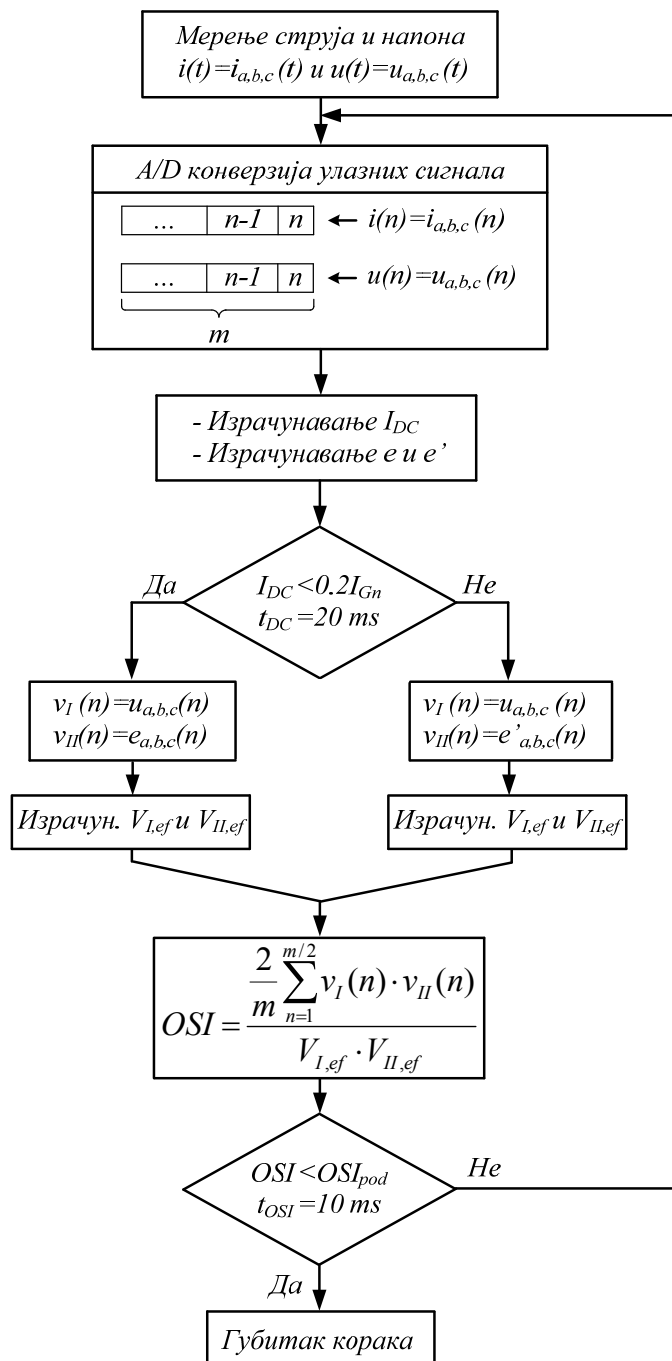 Мерење струја и напона
i(t)=i_{a,b,c}(t) и u(t)=u_{a,b,c}(t)
A/D конверзија улазних сигнала
... n-1 n ← i(n)=i_{a,b,c}(n)
... n-1 n ← u(n)=u_{a,b,c}(n)
m
- Израчунавање I_{DC}
- Израчунавање e и e’
Да
I_{DC}<0.2I_{Gn}
t_{DC}=20 ms
Не
v_I(n)=u_{a,b,c}(n)
v_{II}(n)=e_{a,b,c}(n)
v_I(n)=u_{a,b,c}(n)
v_{II}(n)=e’_{a,b,c}(n)
Израчун. V_{I,ef} и V_{II,ef}
Израчун. V_{I,ef} и V_{II,ef}
OSI = \frac{\frac{2}{m}\sum_{n=1}^{m/2} v_I(n)·v_{II}(n)}{V_{I,ef}·V_{II,ef}}
OSI<OSI_{pod}
t_{OSI}=10 ms
Не
Да
Губитак корака